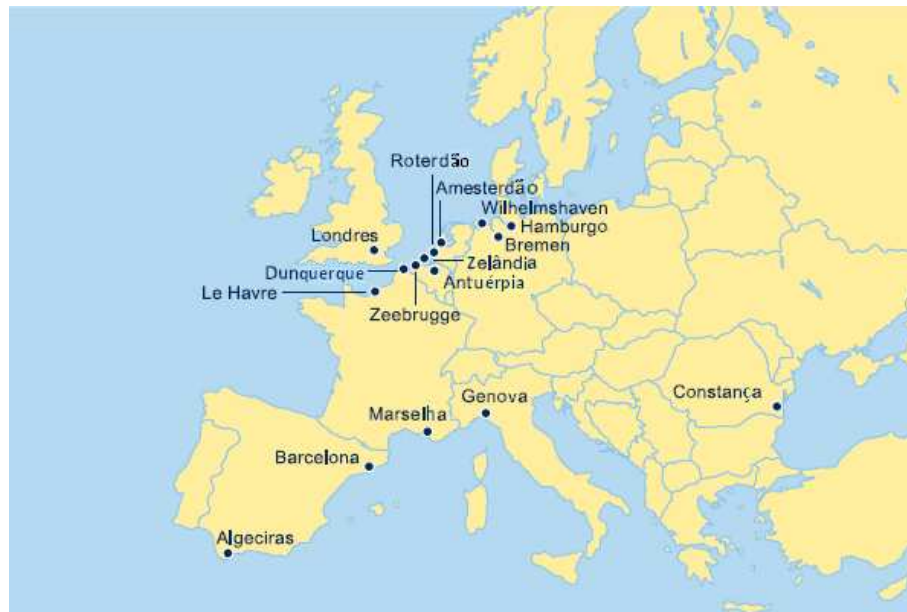 Roterdão
Amesterdão
Wilhelmshaven
Hamburgo
Londres
Bremen
Zelândia
Dunquerque
Antuérpia
Le Havre
Zeebrugge
Genova
Constança
Marselha
Barcelona
Algeciras